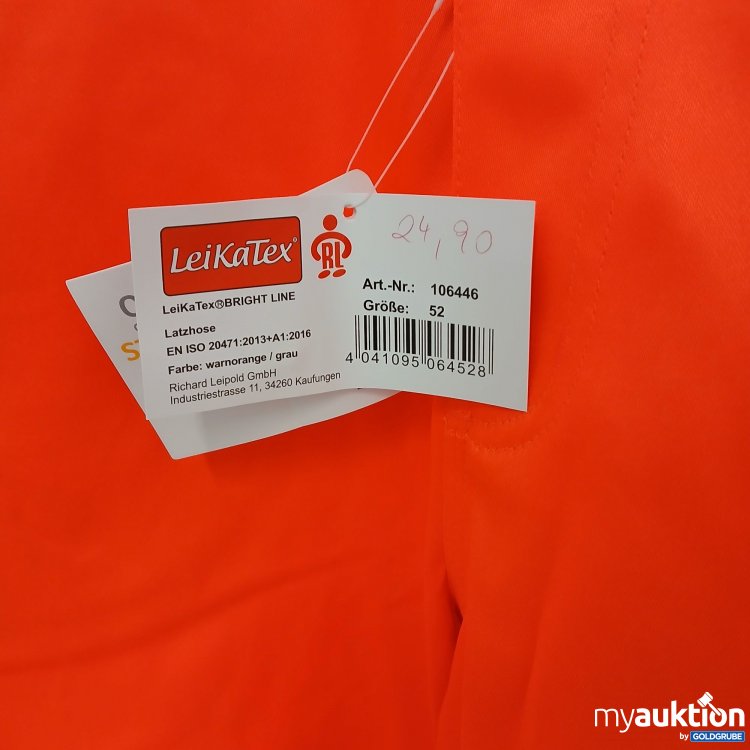 24,90
LeiKaTex®
RL
LeiKaTex®BRIGHT LINE
Latzhose
EN ISO 20471:2013+A1:2016
Farbe: warnorange / grau
Richard Leipold GmbH
Industriestrasse 11, 34260 Kaufungen
Art.-Nr.: 106446
Größe: 52
4 041095 064528
myauktion
by GOLDGRUBE